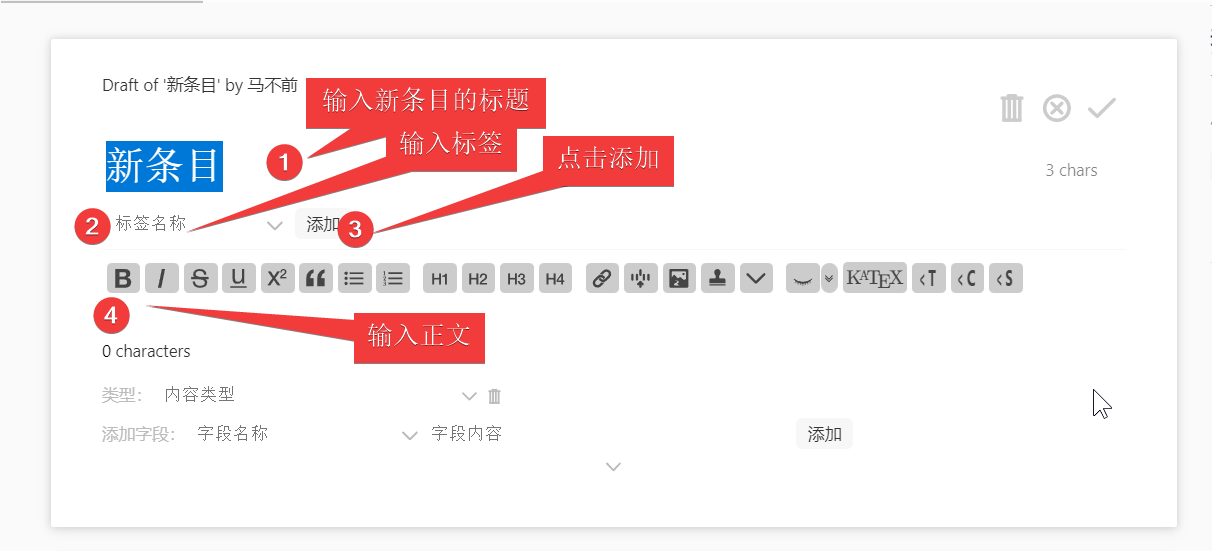 Draft of '新条目' by 马不前
输入新条目的标题
输入标签
点击添加
新条目
1
3 chars
2
标签名称
添加
3
B I S U X² H1 H2 H3 H4 KATEX <T <C <S
4
输入正文
0 characters
类型: 内容类型
添加字段: 字段名称 字段内容 添加